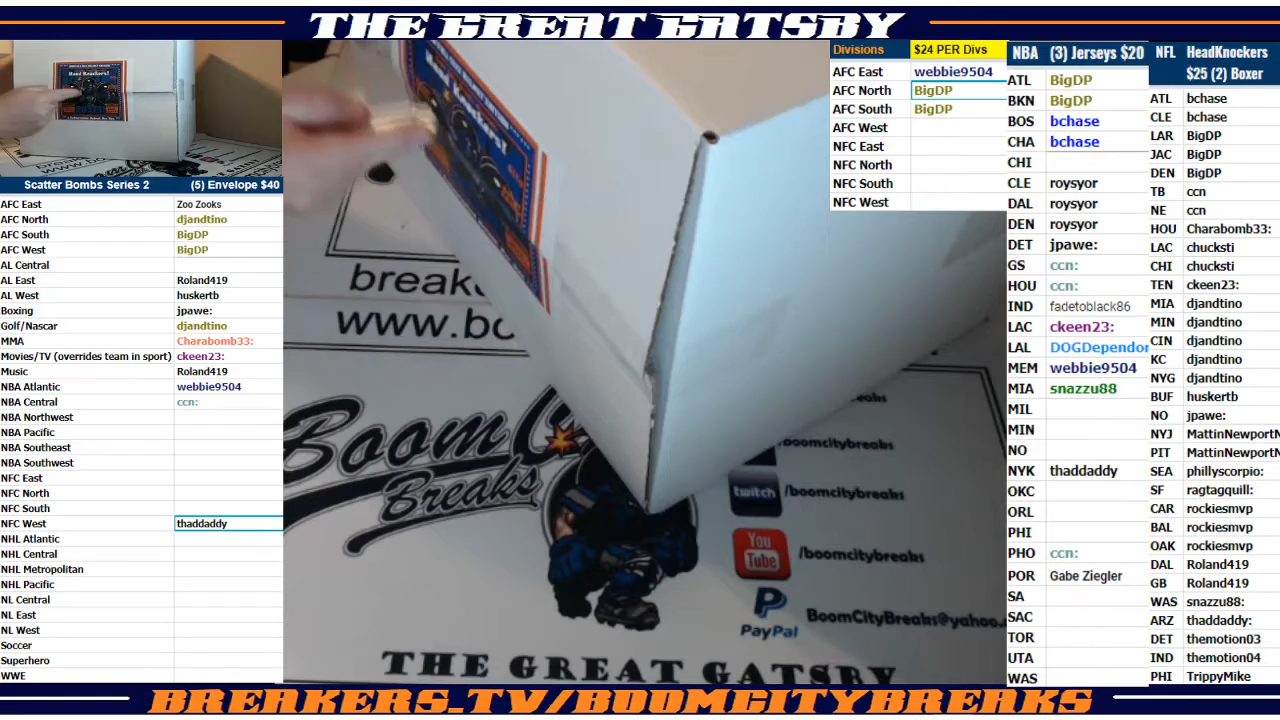 THE GREAT GATSBY
Head Knockers!
Scatter Bombs Series 2 (5) Envelope $40
AFC East Zoo Zooks
AFC North djandtino
AFC South BigDP
AFC West BigDP
AL Central
AL East Roland419
AL West huskertb
Boxing jpawe:
Golf/Nascar djandtino
MMA Charabomb33:
Movies/TV (overrides team in sport) ckeen23:
Music Roland419
NBA Atlantic webbie9504
NBA Central ccn:
NBA Northwest
NBA Pacific
NBA Southeast
NBA Southwest
NFC East
NFC North
NFC South
NFC West thaddaddy
NHL Atlantic
NHL Central
NHL Metropolitan
NHL Pacific
NL Central
NL East
NL West
Soccer
Superhero
WWE
Head Knockers!
break
www.bo
Boom C
Breaks
/boomcitybreaks
twitch /boomcitybreaks
You Tube /boomcitybreaks
PayPal BoomCityBreaks@yahoo.
THE GREAT GATSBY
Divisions $24 PER Divs
AFC East webbie9504
AFC North BigDP
AFC South BigDP
AFC West
NFC East
NFC North
NFC South
NFC West
NBA (3) Jerseys $20
ATL BigDP
BKN BigDP
BOS bchase
CHA bchase
CHI
CLE roysyor
DAL roysyor
DEN roysyor
DET jpawe:
GS ccn:
HOU ccn:
IND fadetoblack86
LAC ckeen23:
LAL DOGDependor
MEM webbie9504
MIA snazzu88
MIL
MIN
NO
NYK thaddaddy
OKC
ORL
PHI
PHO ccn:
POR Gabe Ziegler
SA
SAC
TOR
UTA
WAS
NFL HeadKnockers
$25 (2) Boxer
ATL bchase
CLE bchase
LAR BigDP
JAC BigDP
DEN BigDP
TB ccn
NE ccn
HOU Charabomb33:
LAC chucksti
CHI chucksti
TEN ckeen23:
MIA djandtino
MIN djandtino
CIN djandtino
KC djandtino
NYG djandtino
BUF huskertb
NO jpawe:
NYJ MattinNewportN
PIT MattinNewportN
SEA phillyscorpio:
SF ragtagquill:
CAR rockiesmvp
BAL rockiesmvp
OAK rockiesmvp
DAL Roland419
GB Roland419
WAS snazzu88:
ARZ thaddaddy:
DET themotion03
IND themotion04
PHI TrippyMike
BREAKERS.TV/BOOMCITYBREAKS